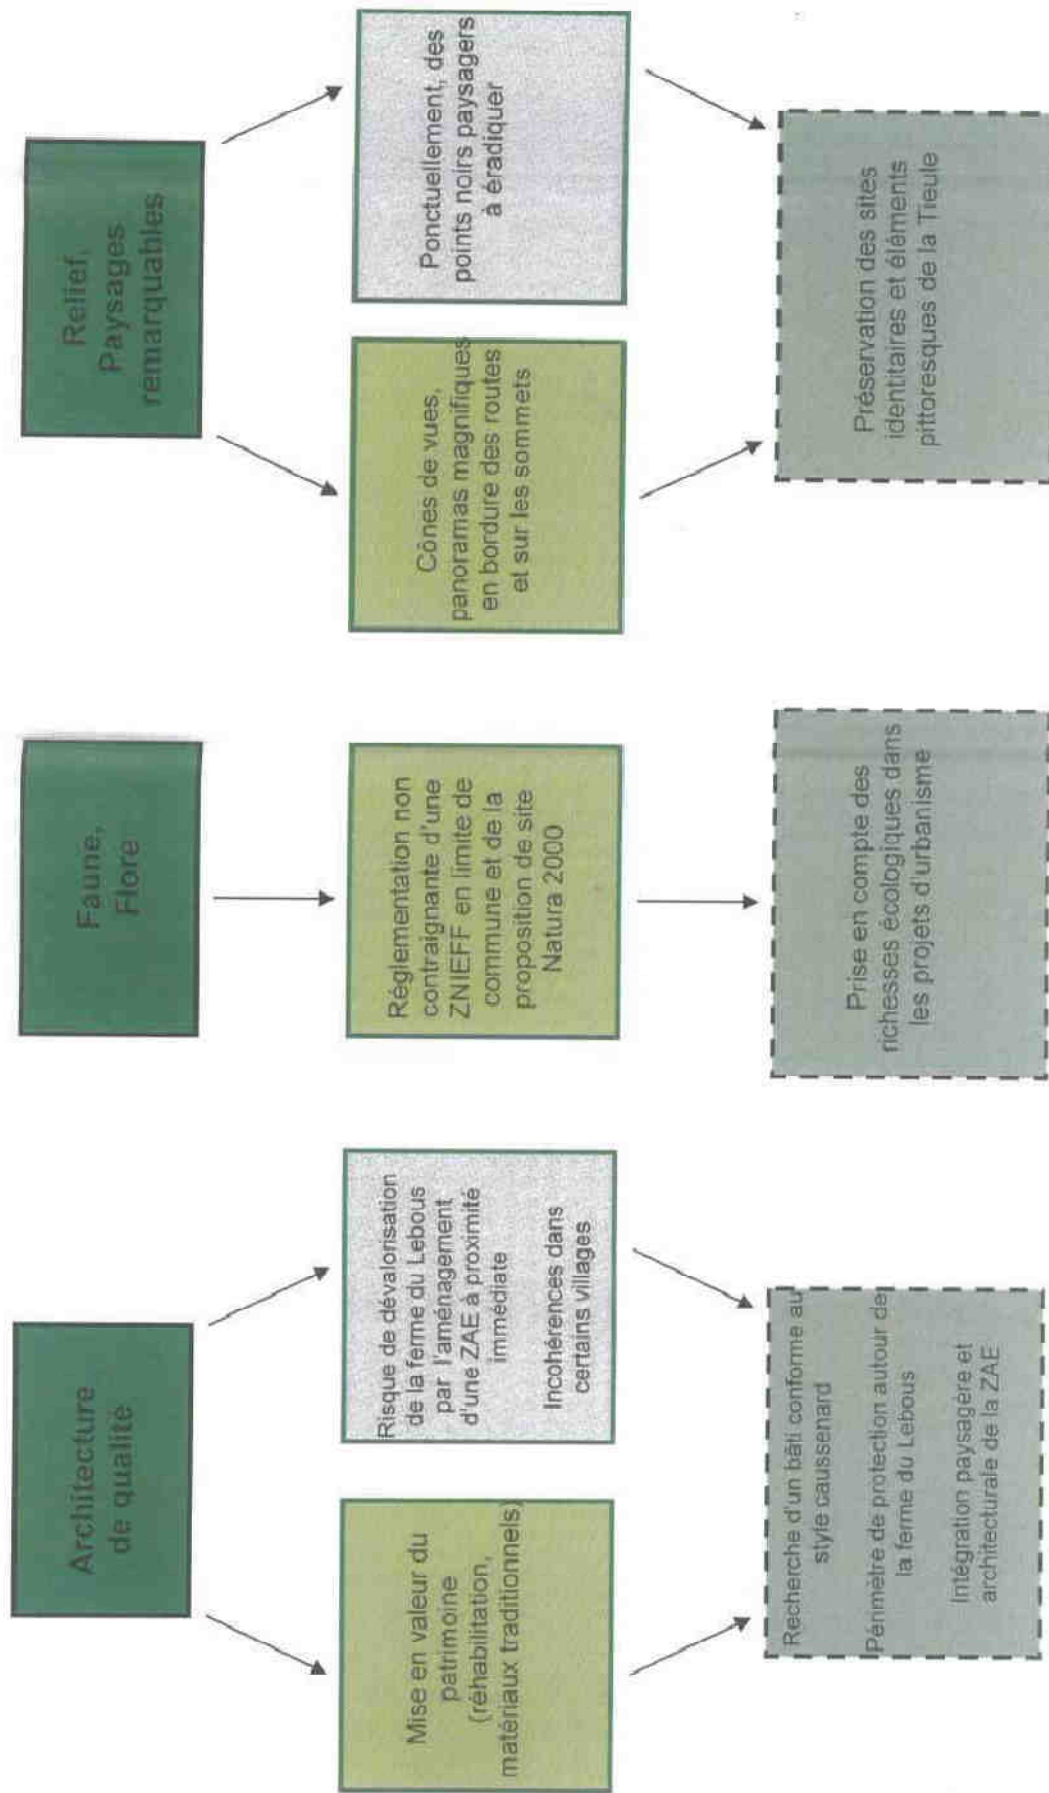 Architecture
de qualité
Mise en valeur du
patrimoine
(réhabilitation,
matériaux traditionnels)
Risque de dévalorisation
de la ferme du Lebous
par l'aménagement
d'une ZAE à proximité
immédiate
Incohérences dans
certains villages
Recherche d'un bâti conforme au
style caussenard
Périmètre de protection autour de
la ferme du Lebous
Intégration paysagère et
architecturale de la ZAE
Faune,
Flore
Réglementation non
contraignante d'une
ZNIEFF en limite de
commune et de la
proposition de site
Natura 2000
Prise en compte des
richesses écologiques dans
les projets d'urbanisme
Relief,
Paysages
remarquables
Cônes de vues,
panoramas magnifiques
en bordure des routes
et sur les sommets
Ponctuellement, des
points noirs paysagers
à éradiquer
Préservation des sites
identitaires et éléments
pittoresques de la Tieule